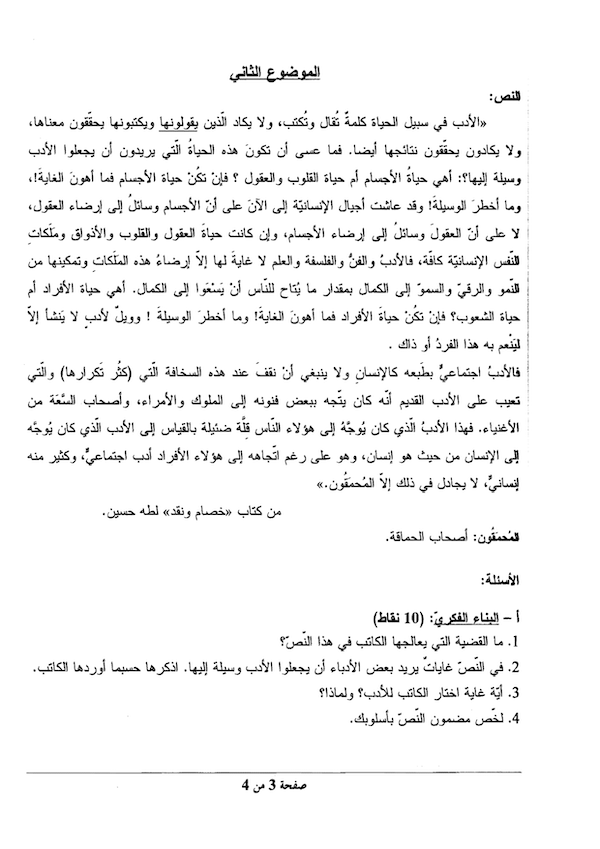 الموضوع الثاني
النص:
«الأدب في سبيل الحياة كلمةٌ تُقال وتُكتب، ولا يكاد الّذين يقولونها ويكتبونها يحقّقون معناها،
ولا يكادون يحقّقون نتائجها أيضا. فما عسى أن تكونَ هذه الحياةُ الّتي يريدون أن يجعلوا الأدب
وسيلة إليها؟: أهي حياةُ الأجسام أم حياة القلوب والعقول ؟ فإنْ تكُنْ حياة الأجسام فما أهونَ الغايةَ!،
وما أخطرَ الوسيلةَ! وقد عاشت أجيال الإنسانيّة إلى الآنَ على أنّ الأجسام وسائلُ إلى إرضاء العقول،
لا على أنّ العقولَ وسائلُ إلى إرضاء الأجسام، وإن كانت حياةَ العقول والقلوب والأذواق وملَكاتِ
النّفس الإنسانيّة كافّة، فالأدبُ والفنُّ والفلسفة والعلم لا غايةَ لها إلاّ إرضاءُ هذه الملَكاتِ وتمكينها من
النّمو والرقيّ والسموّ إلى الكمال بمقدار ما يُتاح للنّاس أنْ يَسْعَوا إلى الكمال. أهي حياة الأفراد أم
حياة الشعوب؟ فإنْ تكُنْ حياةَ الأفراد فما أهونَ الغايةَ! وما أخطرَ الوسيلةَ ! وويلٌ لأدبٍ لا يَنشأ إلاّ
ليَنْعم به هذا الفردُ أو ذاك .
فالأدبُ اجتماعيٌّ بطَبعه كالإنسانِ ولا ينبغي أنْ نقفَ عند هذه السخافة الّتي (كثُر تَكرارها) والّتي
تعيب على الأدب القديم أنّه كان يتّجه ببعض فنونه إلى الملوك والأمراء، وأصحاب السَّعَة من
الأغنياء. فهذا الأدبُ الّذي كان يُوجَّهُ إلى هؤلاء النّاس قِلَّة ضئيلة بالقياس إلى الأدب الّذي كان يُوجَّه
إلى الإنسان من حيث هو إنسان، وهو على رغم اتّجاهه إلى هؤلاء الأفراد أدب اجتماعيٌّ، وكثير منه
إنسانيٌّ، لا يجادل في ذلك إلاّ المُحمَقُون.»
من كتاب «خصام ونقد» لطه حسين.
المُحمَقُون: أصحاب الحماقة.
الأسئلة:
أ – البناء الفكريّ: (10 نقاط)
1. ما القضية التي يعالجها الكاتب في هذا النّصّ؟
2. في النّصّ غاياتٌ يريد بعض الأدباء أن يجعلوا الأدب وسيلة إليها. اذكرها حسبما أوردها الكاتب.
3. أيّة غاية اختار الكاتب للأدب؟ ولماذا؟
4. لخّص مضمون النّصّ بأسلوبك.
صفحة 3 من 4